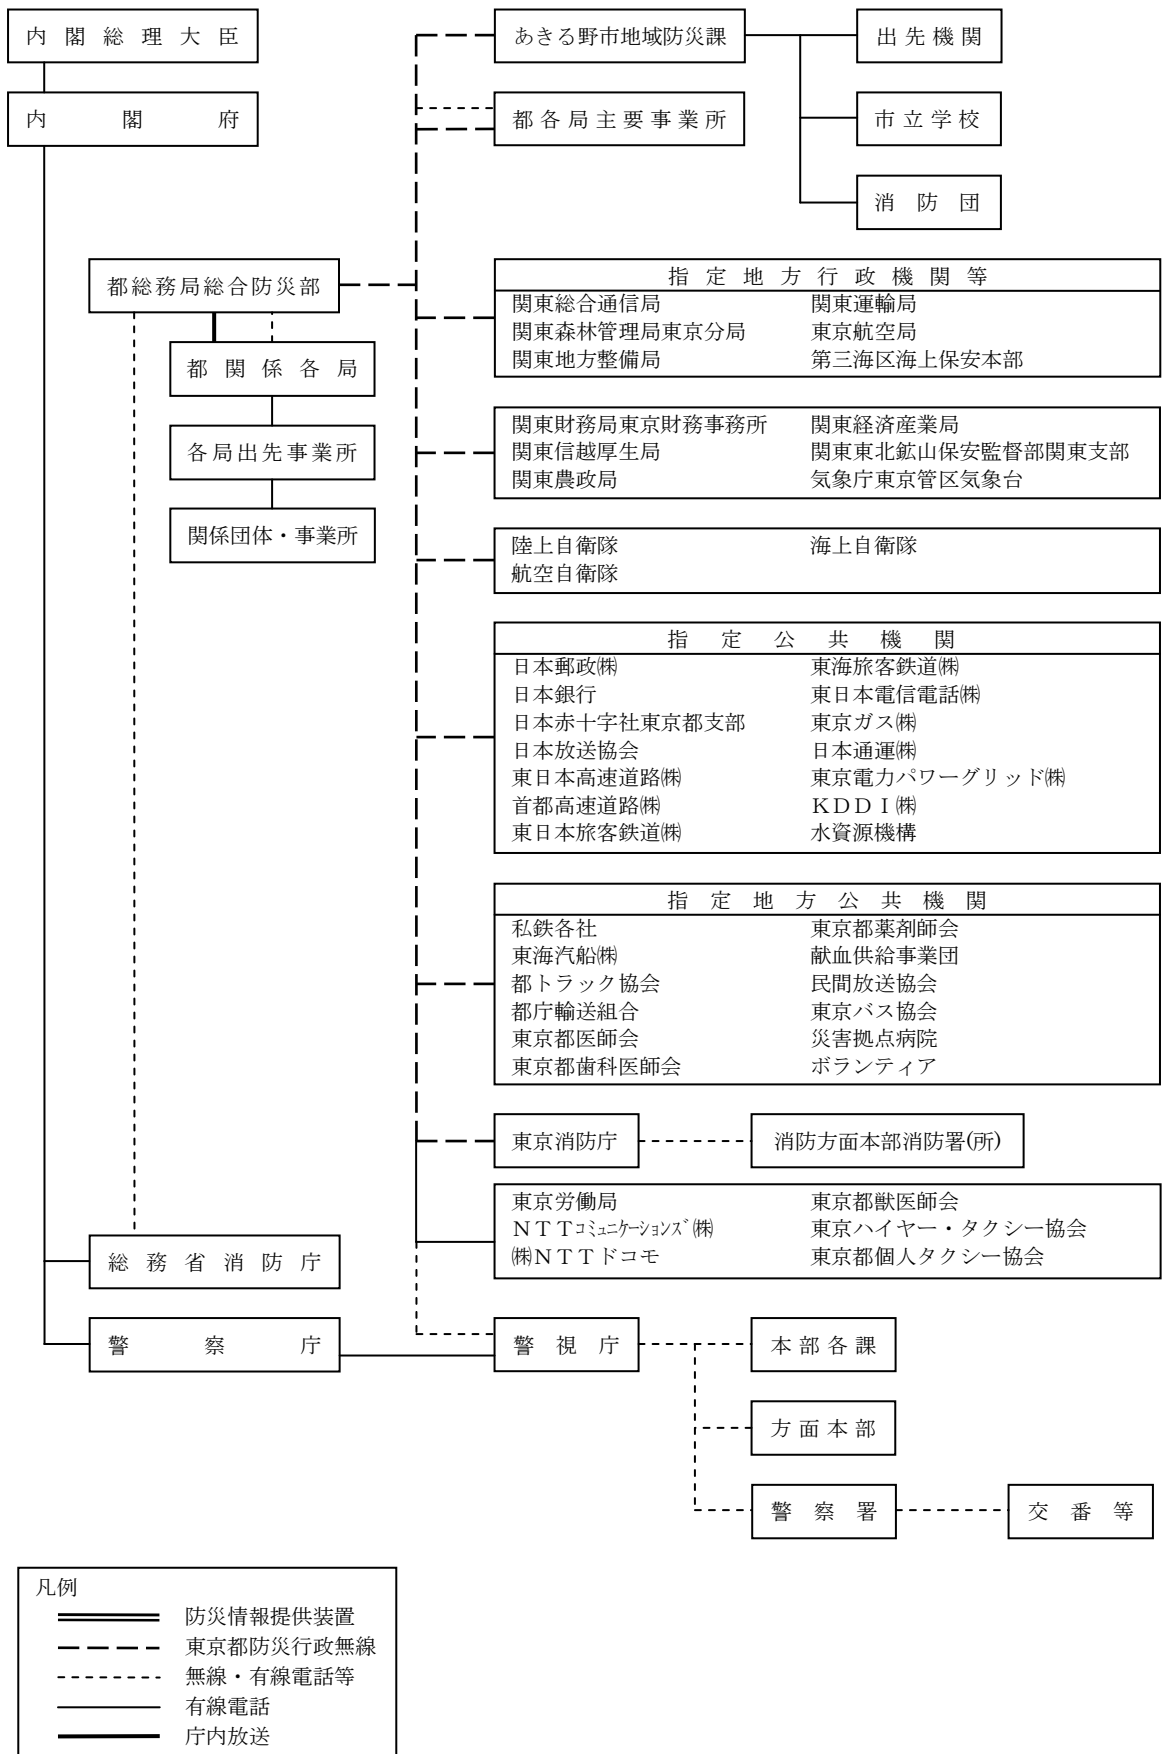 内閣総理大臣
内閣府
あきる野市地域防災課
出先機関
都各局主要事業所
市立学校
消防団
都総務局総合防災部
都関係各局
各局出先事業所
関係団体・事業所
指定地方行政機関等
関東総合通信局 関東運輸局
関東森林管理局東京分局 東京航空局
関東地方整備局 第三海区海上保安本部
関東財務局東京財務事務所 関東経済産業局
関東信越厚生局 関東東北鉱山保安監督部関東支部
関東農政局 気象庁東京管区気象台
陸上自衛隊 海上自衛隊
航空自衛隊
指定公共機関
日本郵政㈱ 東海旅客鉄道㈱
日本銀行 東日本電信電話㈱
日本赤十字社東京都支部 東京ガス㈱
日本放送協会 日本通運㈱
東日本高速道路㈱ 東京電力パワーグリッド㈱
首都高速道路㈱ ＫＤＤＩ㈱
東日本旅客鉄道㈱ 水資源機構
指定地方公共機関
私鉄各社 東京都薬剤師会
東海汽船㈱ 献血供給事業団
都トラック協会 民間放送協会
都庁輸送組合 東京バス協会
東京都医師会 災害拠点病院
東京都歯科医師会 ボランティア
東京消防庁
消防方面本部消防署(所)
東京労働局 東京都獣医師会
ＮＴＴｺﾐｭﾆｹｰｼｮﾝｽﾞ㈱ 東京ハイヤー・タクシー協会
㈱ＮＴＴドコモ 東京都個人タクシー協会
総務省消防庁
警察庁
警視庁
本部各課
方面本部
警察署
交番等
凡例
防災情報提供装置
東京都防災行政無線
無線・有線電話等
有線電話
庁内放送